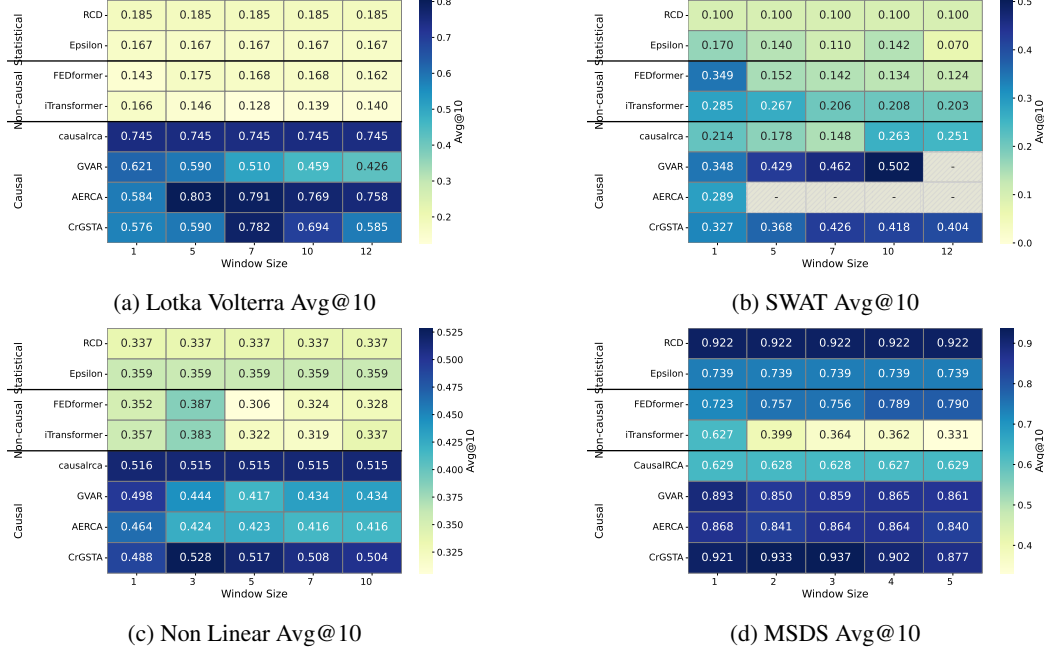 Statistical
Non-causal
Causal
RCD 0.185 0.185 0.185 0.185 0.185
Epsilon 0.167 0.167 0.167 0.167 0.167
FEDformer 0.143 0.175 0.168 0.168 0.162
iTransformer 0.166 0.146 0.128 0.139 0.140
causalrca 0.745 0.745 0.745 0.745 0.745
GVAR 0.621 0.590 0.510 0.459 0.426
AERCA 0.584 0.803 0.791 0.769 0.758
CrGSTA 0.576 0.590 0.782 0.694 0.585
1 5 7 10 12
Window Size
0.8
0.7
0.6
0.5
0.4
0.3
0.2
Avg@10
(a) Lotka Volterra Avg@10
Statistical
Non-causal
Causal
RCD 0.100 0.100 0.100 0.100 0.100
Epsilon 0.170 0.140 0.110 0.142 0.070
FEDformer 0.349 0.152 0.142 0.134 0.124
iTransformer 0.285 0.267 0.206 0.208 0.203
causalrca 0.214 0.178 0.148 0.263 0.251
GVAR 0.348 0.429 0.462 0.502 -
AERCA 0.289 - - - -
CrGSTA 0.327 0.368 0.426 0.418 0.404
1 5 7 10 12
Window Size
0.5
0.4
0.3
0.2
0.1
0.0
Avg@10
(b) SWAT Avg@10
Statistical
Non-causal
Causal
RCD 0.337 0.337 0.337 0.337 0.337
Epsilon 0.359 0.359 0.359 0.359 0.359
FEDformer 0.352 0.387 0.306 0.324 0.328
iTransformer 0.357 0.383 0.322 0.319 0.337
causalrca 0.516 0.515 0.515 0.515 0.515
GVAR 0.498 0.444 0.417 0.434 0.434
AERCA 0.464 0.424 0.423 0.416 0.416
CrGSTA 0.488 0.528 0.517 0.508 0.504
1 3 5 7 10
Window Size
0.525
0.500
0.475
0.450
0.425
0.400
0.375
0.350
0.325
Avg@10
(c) Non Linear Avg@10
Statistical
Non-causal
Causal
RCD 0.922 0.922 0.922 0.922 0.922
Epsilon 0.739 0.739 0.739 0.739 0.739
FEDformer 0.723 0.757 0.756 0.789 0.790
iTransformer 0.627 0.399 0.364 0.362 0.331
CausalRCA 0.629 0.628 0.628 0.627 0.629
GVAR 0.893 0.850 0.859 0.865 0.861
AERCA 0.868 0.841 0.864 0.864 0.840
CrGSTA 0.921 0.933 0.937 0.902 0.877
1 2 3 4 5
Window Size
0.9
0.8
0.7
0.6
0.5
0.4
Avg@10
(d) MSDS Avg@10